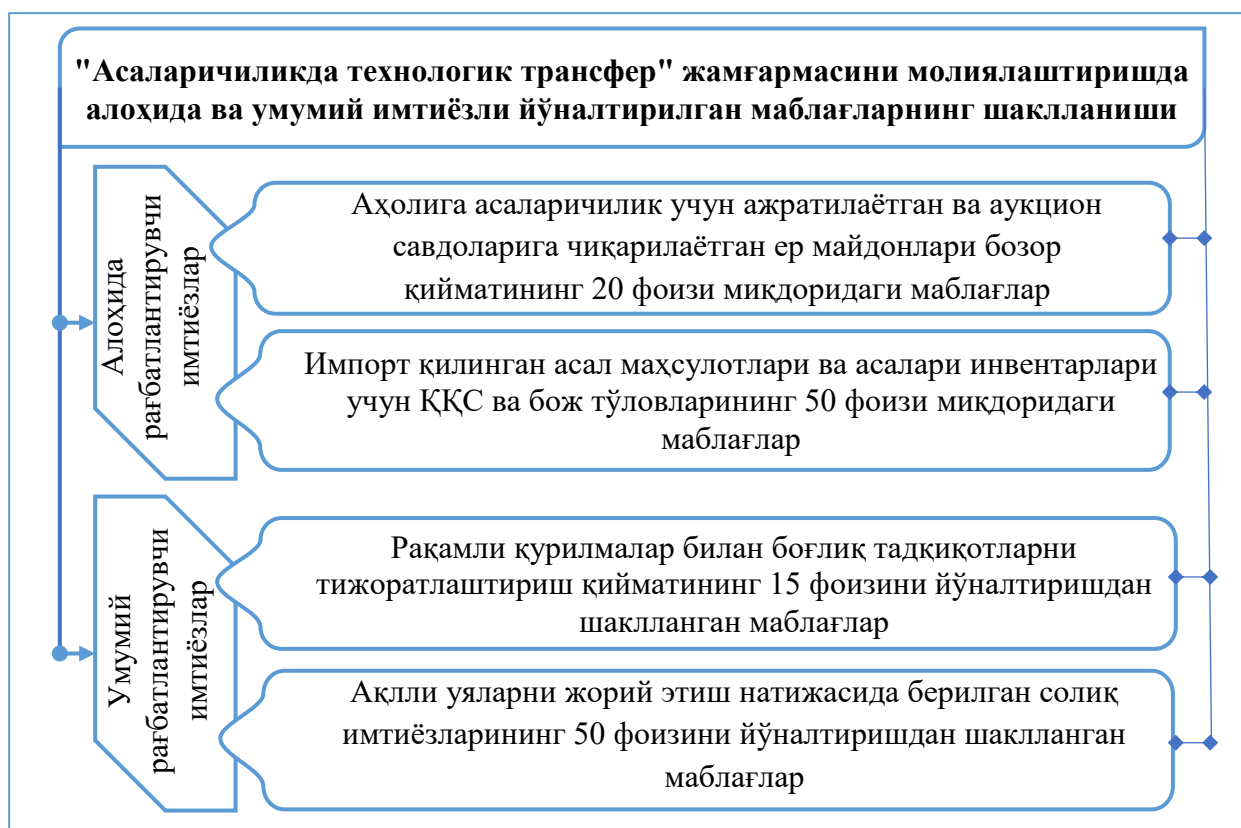 "Асаларичиликда технологик трансфер" жамғармасини молиялаштиришда
алоҳида ва умумий имтиёзли йўналтирилган маблағларнинг шаклланиши
Алоҳида
рағбатлантирувчи
имтиёзлар
Аҳолига асаларичилик учун ажратилаётган ва аукцион
савдоларига чиқарилаётган ер майдонлари бозор
қийматининг 20 фоизи миқдоридаги маблағлар
Импорт қилинган асал маҳсулотлари ва асалари инвентарлари
учун ҚҚС ва бож тўловларининг 50 фоизи миқдоридаги
маблағлар
Умумий
рағбатлантирувчи
имтиёзлар
Рақамли қурилмалар билан боғлиқ тадқиқотларни
тижоратлаштириш қийматининг 15 фоизини йўналтиришдан
шаклланган маблағлар
Ақлли уяларни жорий этиш натижасида берилган солиқ
имтиёзларининг 50 фоизини йўналтиришдан шаклланган
маблағлар